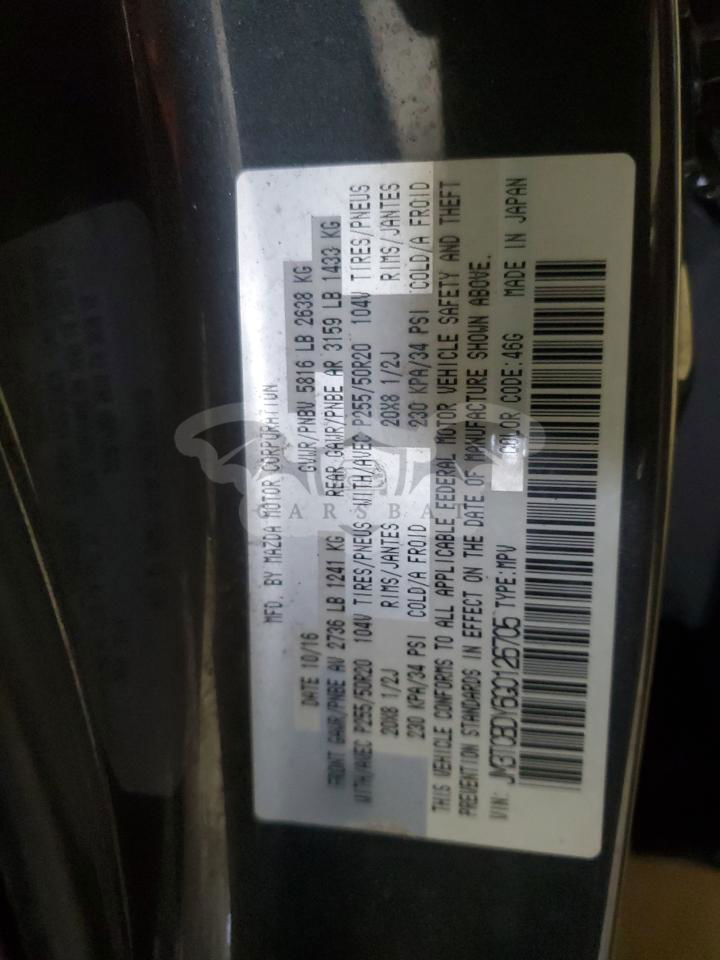 MFD. BY MAZDA MOTOR CORPORATION
DATE 10/16 GVWR/PNBV 5816 LB 2638 KG
FRONT GAWR/PNBE AV 2736 LB 1241 KG REAR GAWR/PNBE AR 3159 LB 1433 KG
WITH/AVEC P255/50R20 104V TIRES/PNEUS WITH/AVEC P255/50R20 104V TIRES/PNEUS
20X8 1/2J RIMS/JANTES 20X8 1/2J RIMS/JANTES
230 KPA/34 PSI COLD/A FROID 230 KPA/34 PSI COLD/A FROID
THIS VEHICLE CONFORMS TO ALL APPLICABLE FEDERAL MOTOR VEHICLE SAFETY AND THEFT
PREVENTION STANDARDS IN EFFECT ON THE DATE OF MANUFACTURE SHOWN ABOVE.
VIN: JM3TCBDY6G0126705 TYPE:MPV COLOR CODE:46G MADE IN JAPAN
CARSBAT